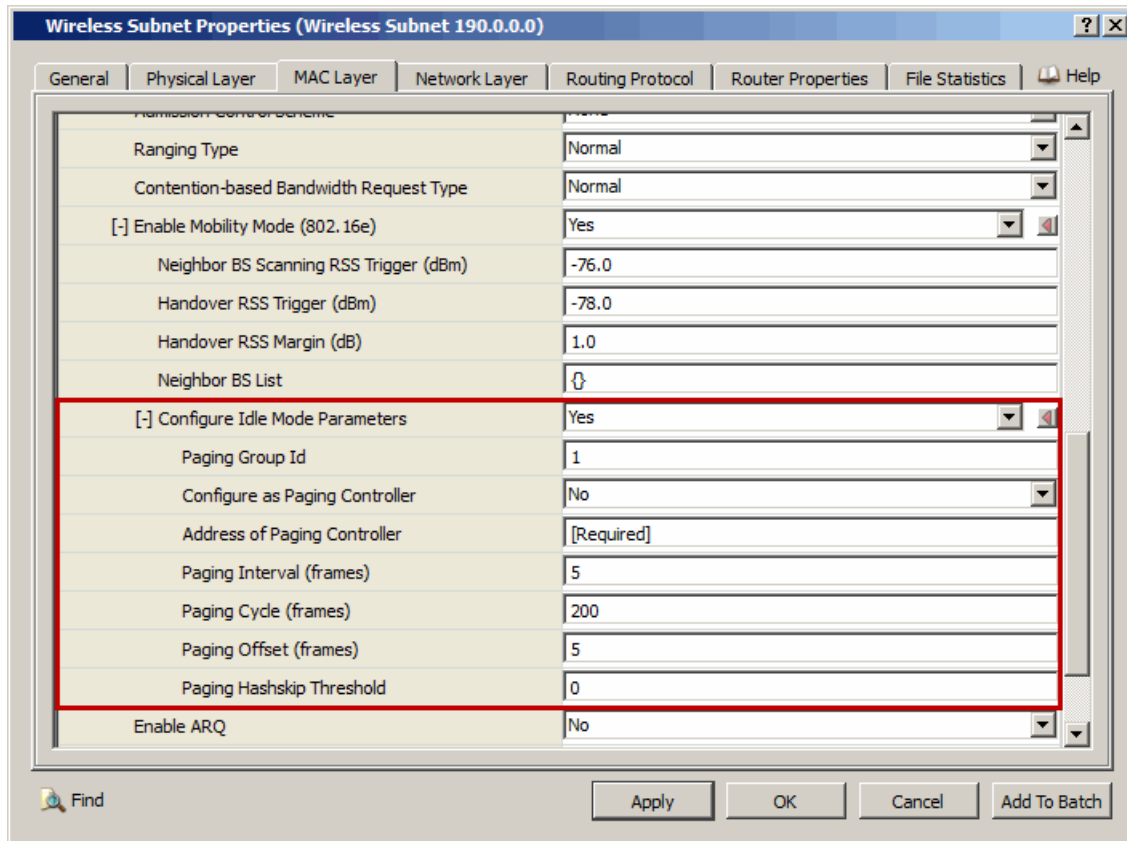 Wireless Subnet Properties (Wireless Subnet 190.0.0.0)
General Physical Layer MAC Layer Network Layer Routing Protocol Router Properties File Statistics Help
Ranging Type Normal
Contention-based Bandwidth Request Type Normal
[-] Enable Mobility Mode (802.16e) Yes
Neighbor BS Scanning RSS Trigger (dBm) -76.0
Handover RSS Trigger (dBm) -78.0
Handover RSS Margin (dB) 1.0
Neighbor BS List {}
[-] Configure Idle Mode Parameters Yes
Paging Group Id 1
Configure as Paging Controller No
Address of Paging Controller [Required]
Paging Interval (frames) 5
Paging Cycle (frames) 200
Paging Offset (frames) 5
Paging Hashskip Threshold 0
Enable ARQ No
Find Apply OK Cancel Add To Batch